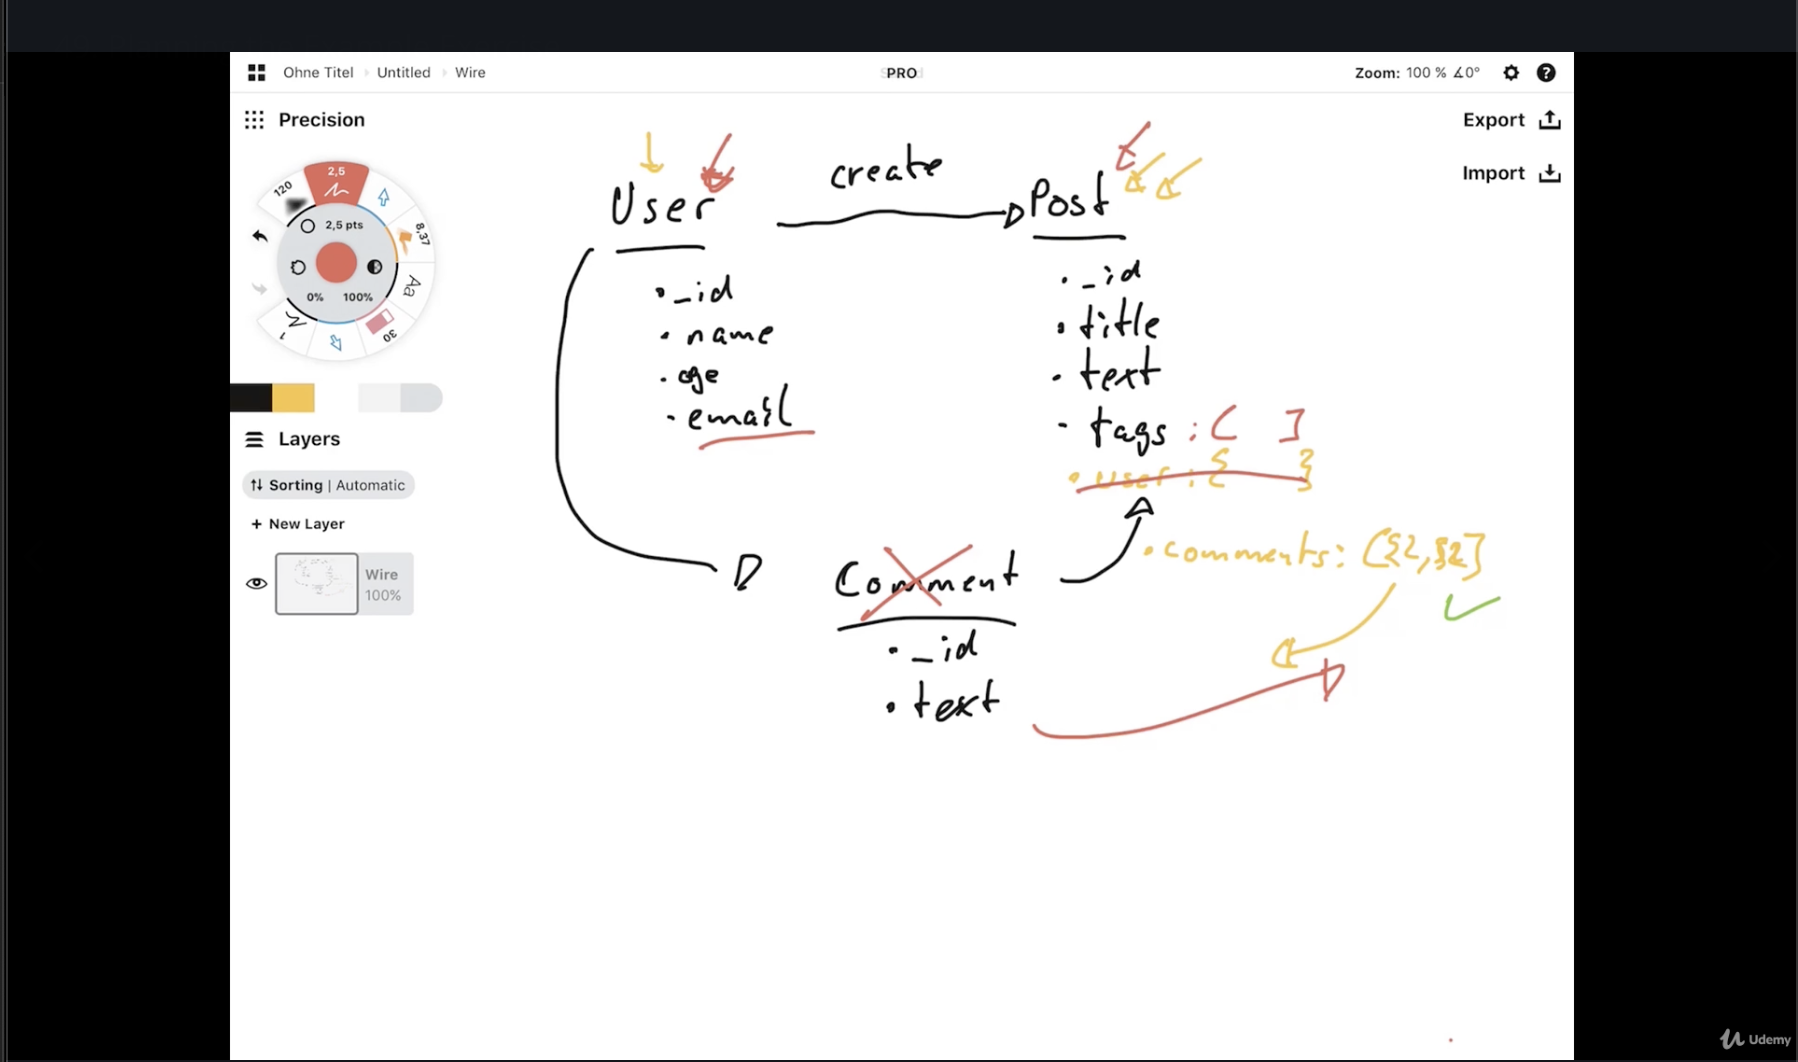 Ohne Titel Untitled Wire
PRO
Zoom: 100 % ∡0°
Precision
Export
Import
2,5
120
2,5 pts
8,37
Aa
0% 100%
30
1
Layers
Sorting | Automatic
+ New Layer
Wire
100%
User
create
Post
• _id
• name
• age
• email
• _id
• title
• text
- tags : [ ]
• user : { }
• comments: [{},{}]
Comment
• _id
• text
Udemy